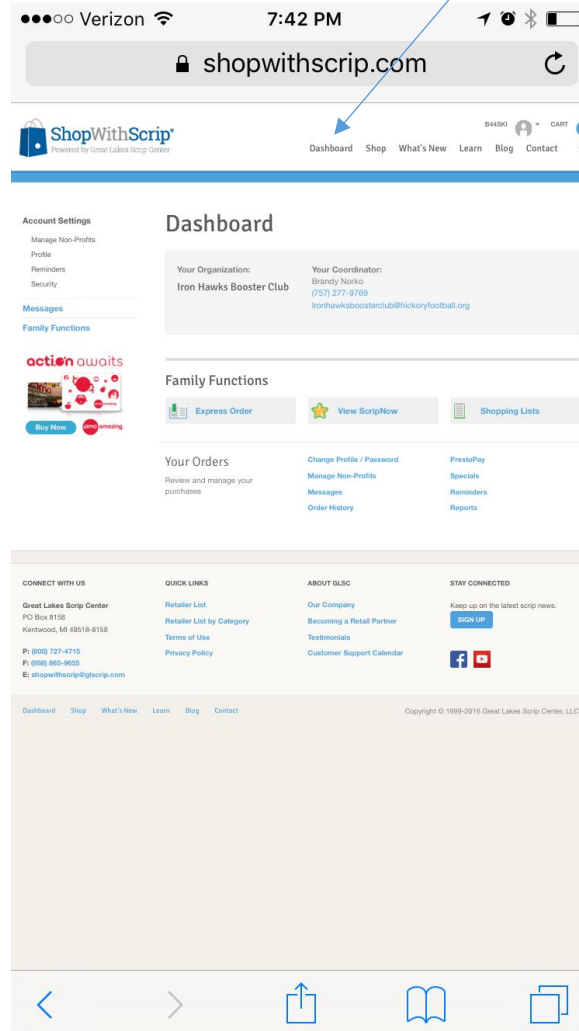 Verizon 7:42 PM
shopwithscrip.com
ShopWithScrip®
Powered by Great Lakes Scrip Center
B44SKI CART
Dashboard Shop What's New Learn Blog Contact
Account Settings
Manage Non-Profits
Profile
Reminders
Security
Messages
Family Functions
action awaits
Buy Now amc amazing.
Dashboard
Your Organization:
Iron Hawks Booster Club
Your Coordinator:
Brandy Norko
(757) 277-9769
Ironhawksboosterclub@hickoryfootball.org
Family Functions
Express Order
View ScripNow
Shopping Lists
Your Orders
Review and manage your
purchases
Change Profile / Password
Manage Non-Profits
Messages
Order History
PrestoPay
Specials
Reminders
Reports
CONNECT WITH US
Great Lakes Scrip Center
PO Box 8158
Kentwood, MI 49518-8158
P: (800) 727-4715
F: (888) 865-9655
E: shopwithscrip@glscrip.com
QUICK LINKS
Retailer List
Retailer List by Category
Terms of Use
Privacy Policy
ABOUT GLSC
Our Company
Becoming a Retail Partner
Testimonials
Customer Support Calendar
STAY CONNECTED
Keep up on the latest scrip news.
SIGN UP
Dashboard Shop What's New Learn Blog Contact
Copyright © 1999-2016 Great Lakes Scrip Center, LLC